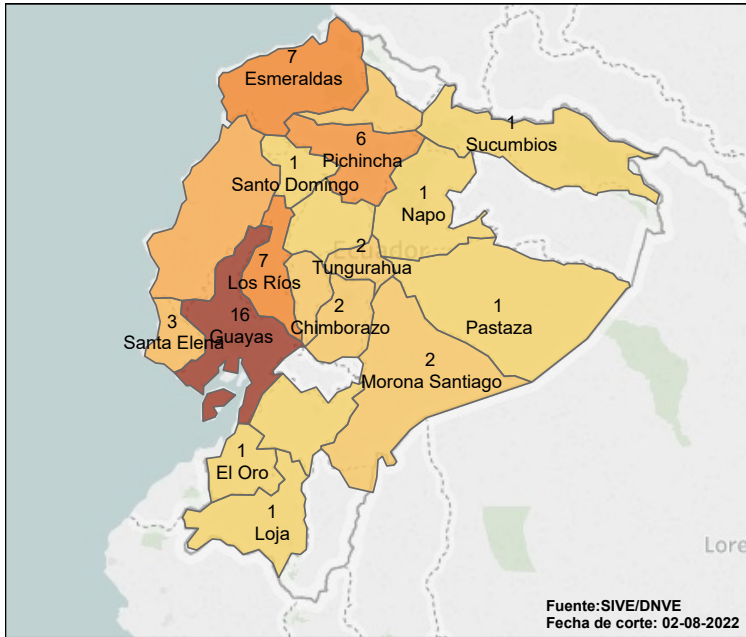 7
Esmeraldas
1
Sucumbios
6
Pichincha
1
Santo Domingo
1
Napo
Ecuador
2
Tungurahua
7
Los Ríos
1
Pastaza
2
Chimborazo
16
Guayas
3
Santa Elena
2
Morona Santiago
1
El Oro
1
Loja
Lore
Fuente:SIVE/DNVE
Fecha de corte: 02-08-2022